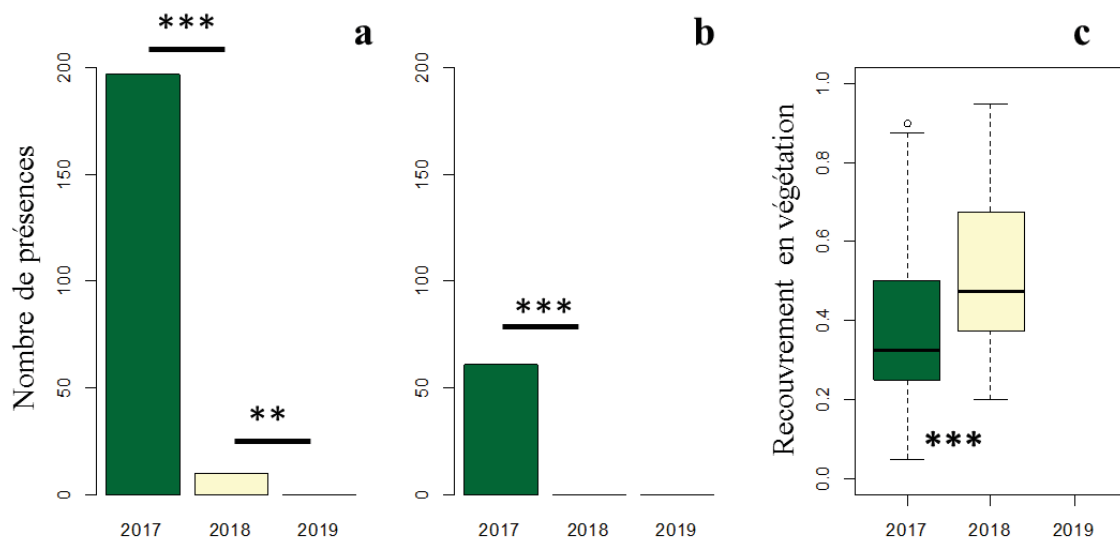 a
***
**
Nombre de présences
200
150
100
50
0
2017 2018 2019
b
***
200
150
100
50
0
2017 2018 2019
c
Recouvrement en végétation
1.0
0.8
0.6
0.4
0.2
0.0
***
2017 2018 2019